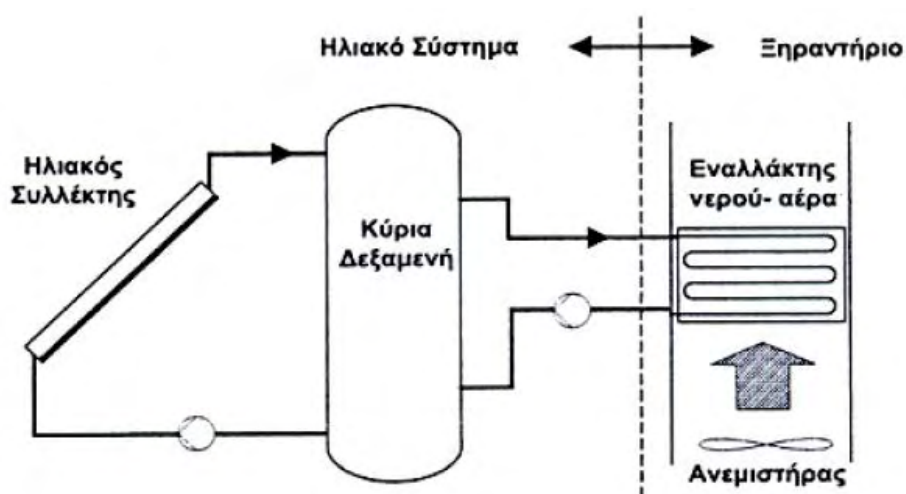 Ηλιακό Σύστημα
Ξηραντήριο
Ηλιακός
Συλλέκτης
Κύρια
Δεξαμενή
Εναλλάκτης
νερού- αέρα
Ανεμιστήρας